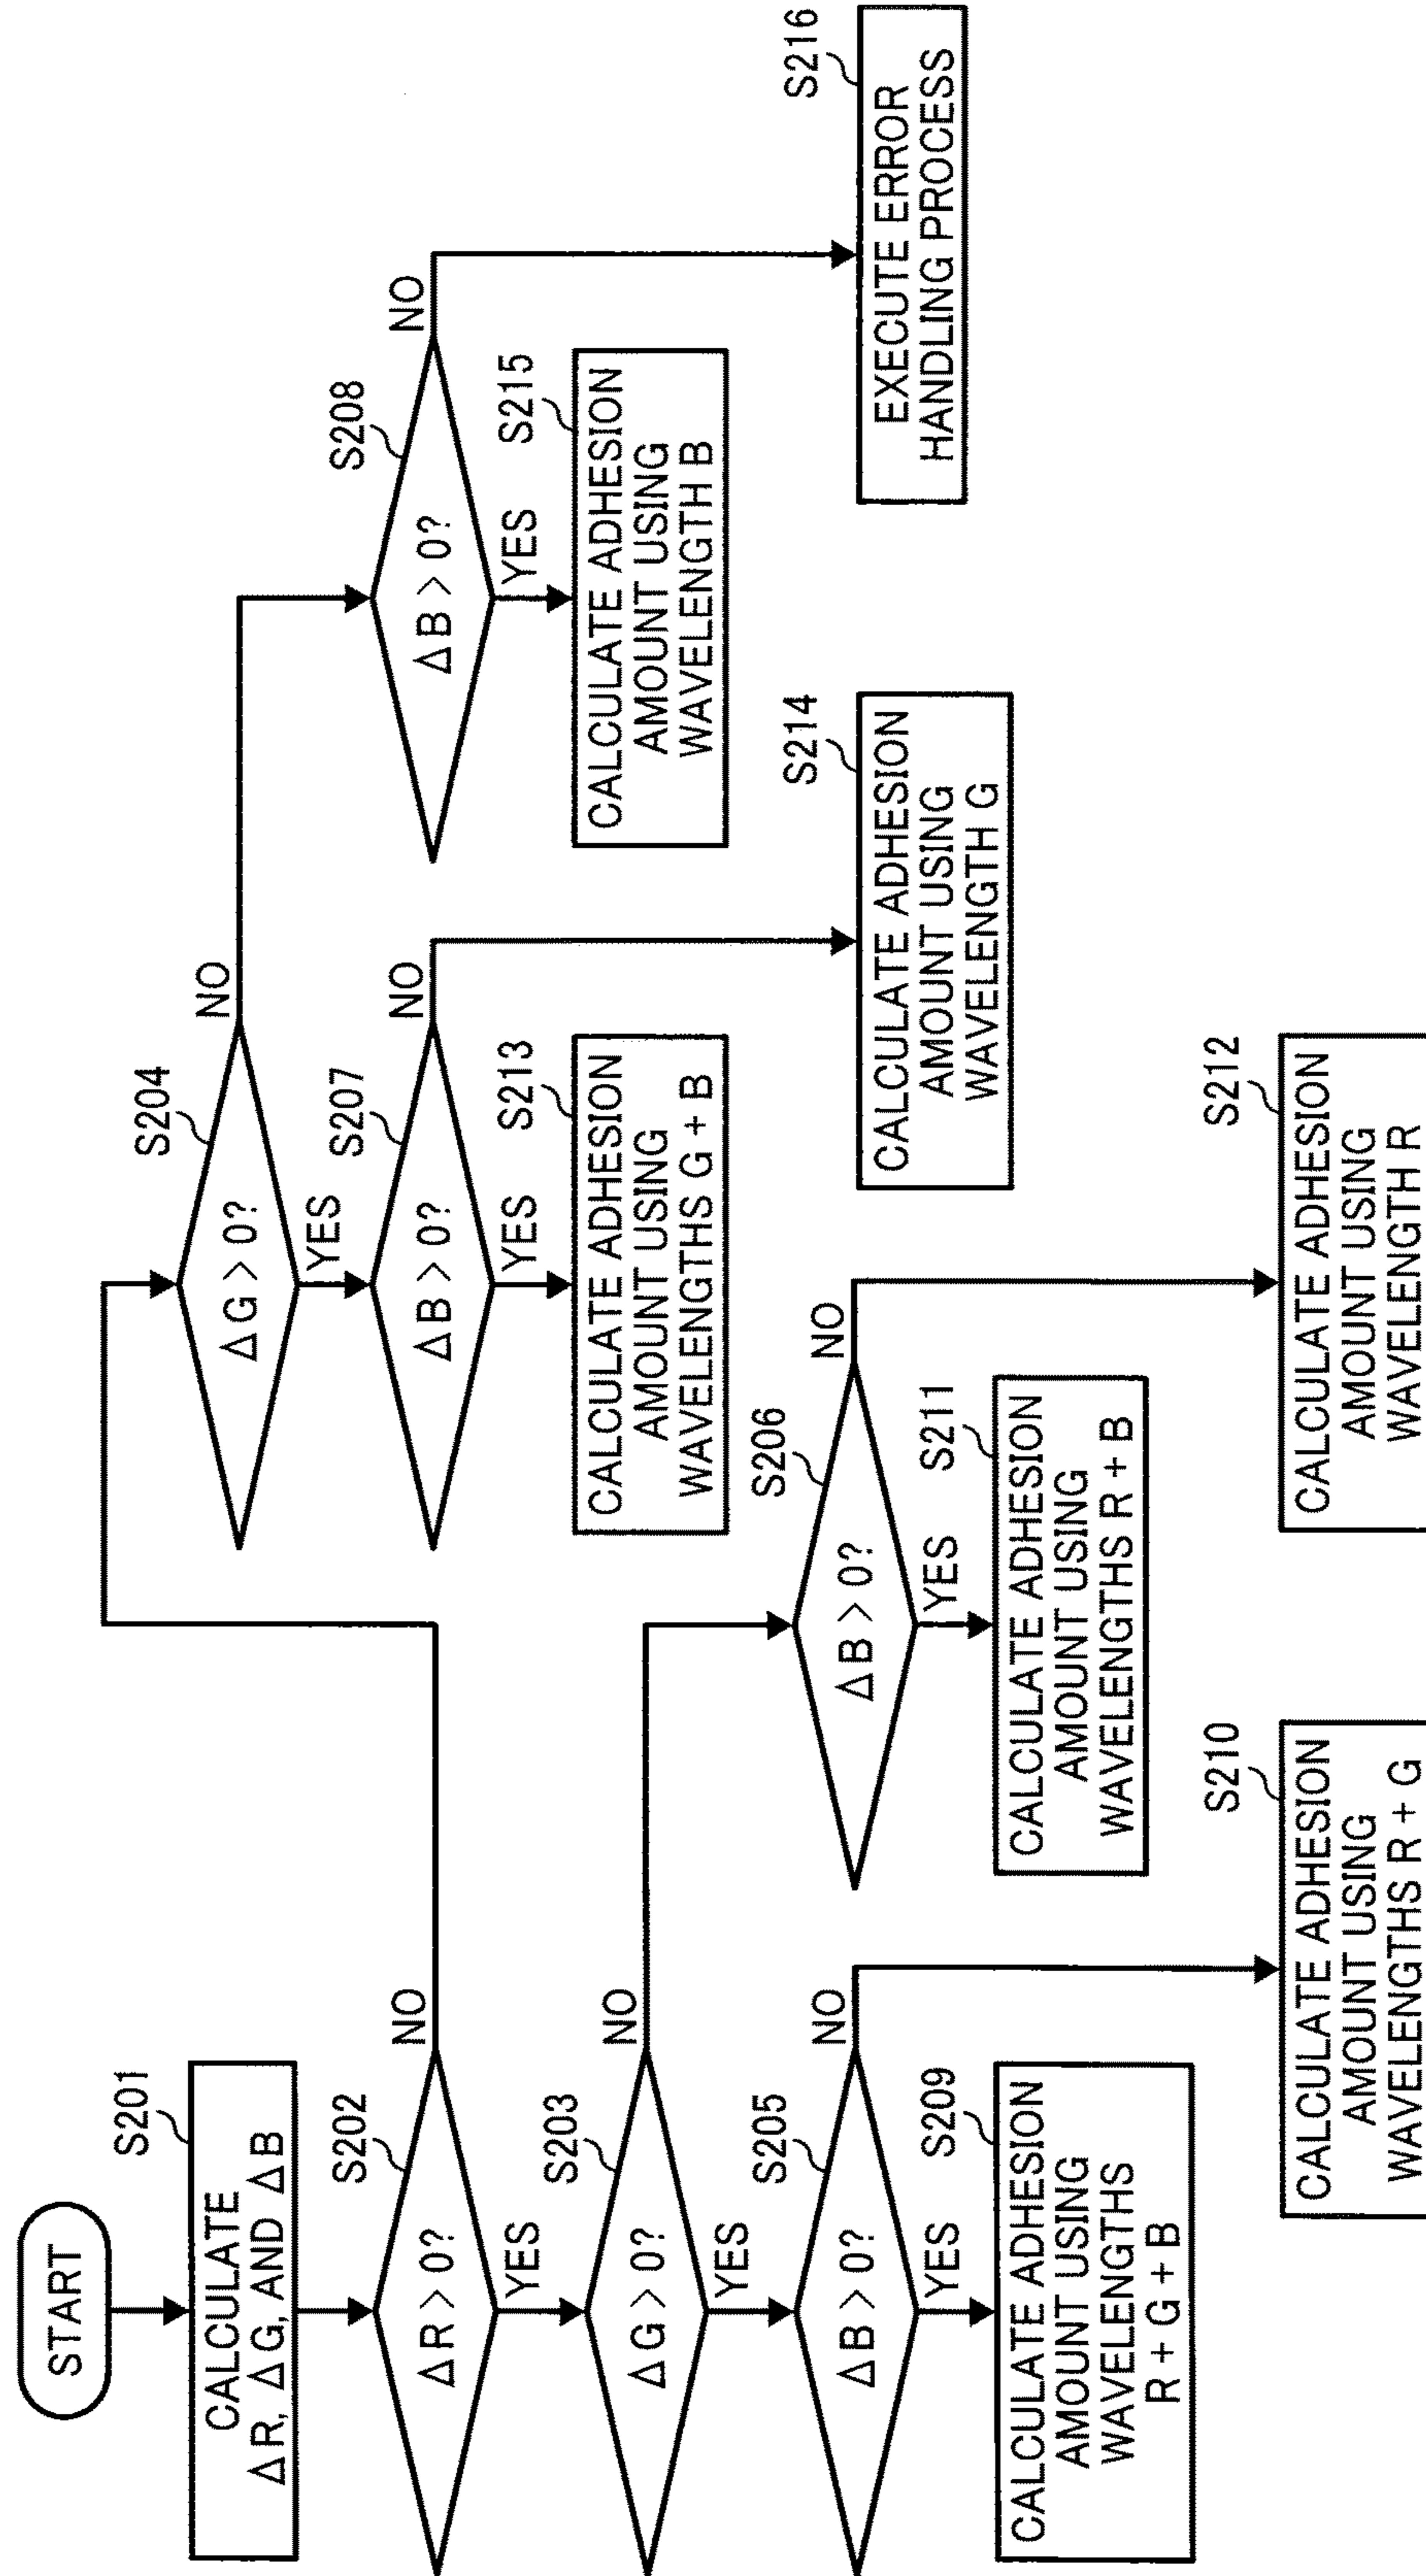 START
S201
CALCULATE
ΔR, ΔG, AND ΔB
S202
ΔR > 0?
NO
YES
S203
ΔG > 0?
NO
YES
S204
ΔG > 0?
NO
YES
S205
ΔB > 0?
NO
YES
S206
ΔB > 0?
NO
YES
S207
ΔB > 0?
NO
YES
S208
ΔB > 0?
NO
YES
S209
CALCULATE ADHESION
AMOUNT USING
WAVELENGTHS
R + G + B
S210
CALCULATE ADHESION
AMOUNT USING
WAVELENGTHS R + G
S211
CALCULATE ADHESION
AMOUNT USING
WAVELENGTHS R + B
S212
CALCULATE ADHESION
AMOUNT USING
WAVELENGTH R
S213
CALCULATE ADHESION
AMOUNT USING
WAVELENGTHS G + B
S214
CALCULATE ADHESION
AMOUNT USING
WAVELENGTH G
S215
CALCULATE ADHESION
AMOUNT USING
WAVELENGTH B
S216
EXECUTE ERROR
HANDLING PROCESS